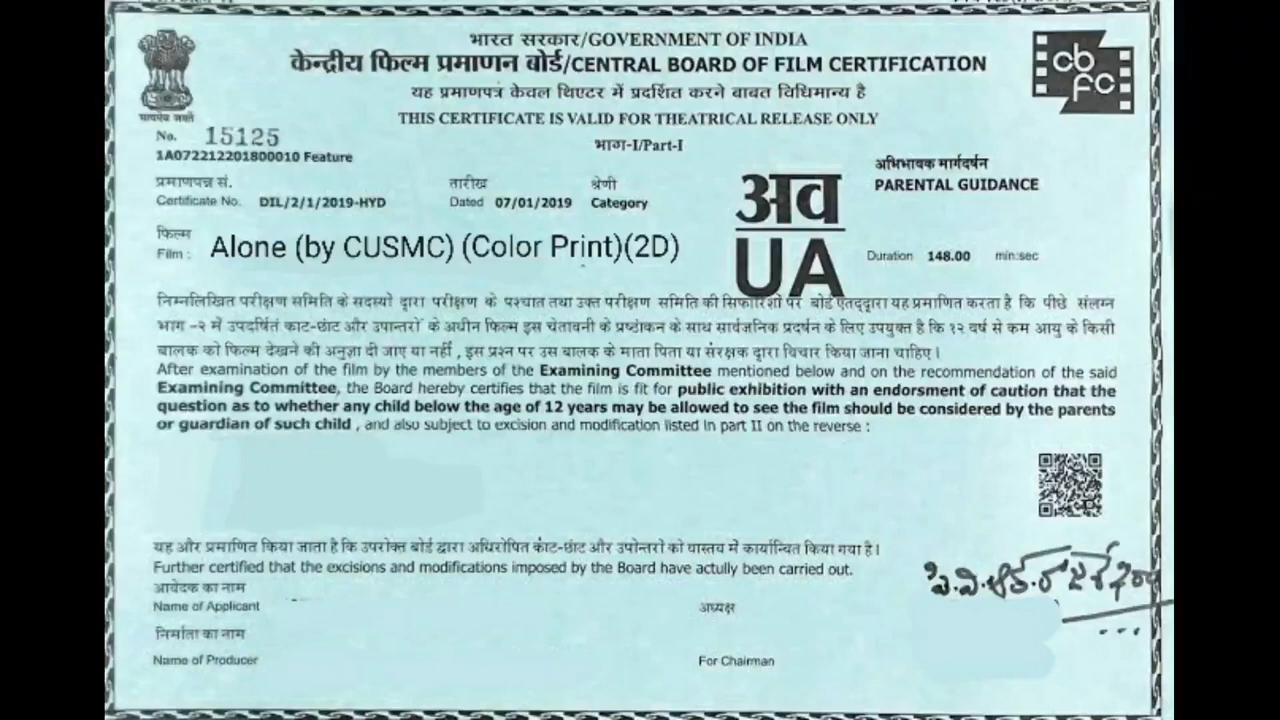 भारत सरकार/GOVERNMENT OF INDIA
केन्द्रीय फिल्म प्रमाणन बोर्ड/CENTRAL BOARD OF FILM CERTIFICATION
cb
fc
यह प्रमाणपत्र केवल थिएटर में प्रदर्शित करने बाबत विधिमान्य है
सत्यमेव जयते
THIS CERTIFICATE IS VALID FOR THEATRICAL RELEASE ONLY
No. 15125
भाग-I/Part-I
1A072212201800010 Feature
अभिभावक मार्गदर्षन
PARENTAL GUIDANCE
प्रमाणपत्र सं. तारीख श्रेणी
Certificate No. DIL/2/1/2019-HYD Dated 07/01/2019 Category
अव
UA
फिल्म
Film : Alone (by CUSMC) (Color Print)(2D)
Duration 148.00 min:sec
निम्नलिखित परीक्षण समिति के सदस्यो द्वारा परीक्षण के पश्चात तथा उक्त परीक्षण समिति की सिफारिशों पर बोर्ड एतद्द्वारा यह प्रमाणित करता है कि पीछे संलग्न
भाग -२ में उपदर्षित काट-छांट और उपान्तरों के अधीन फिल्म इस चेतावनी के प्रष्ठांकन के साथ सार्वजनिक प्रदर्षन के लिए उपयुक्त है कि १२ वर्ष से कम आयु के किसी
बालक को फिल्म देखने की अनुज्ञा दी जाए या नहीं , इस प्रश्न पर उस बालक के माता पिता या संरक्षक द्वारा विचार किया जाना चाहिए ।
After examination of the film by the members of the Examining Committee mentioned below and on the recommendation of the said
Examining Committee, the Board hereby certifies that the film is fit for public exhibition with an endorsment of caution that the
question as to whether any child below the age of 12 years may be allowed to see the film should be considered by the parents
or guardian of such child , and also subject to excision and modification listed in part II on the reverse :
यह और प्रमाणित किया जाता है कि उपरोक्त बोर्ड द्वारा अधिरोपित काट-छांट और उपोन्तरों को वास्तव में कार्यान्वित किया गया है ।
Further certified that the excisions and modifications imposed by the Board have actully been carried out.
आवेदक का नाम
Name of Applicant
अध्यक्ष
निर्माता का नाम
Name of Producer
For Chairman